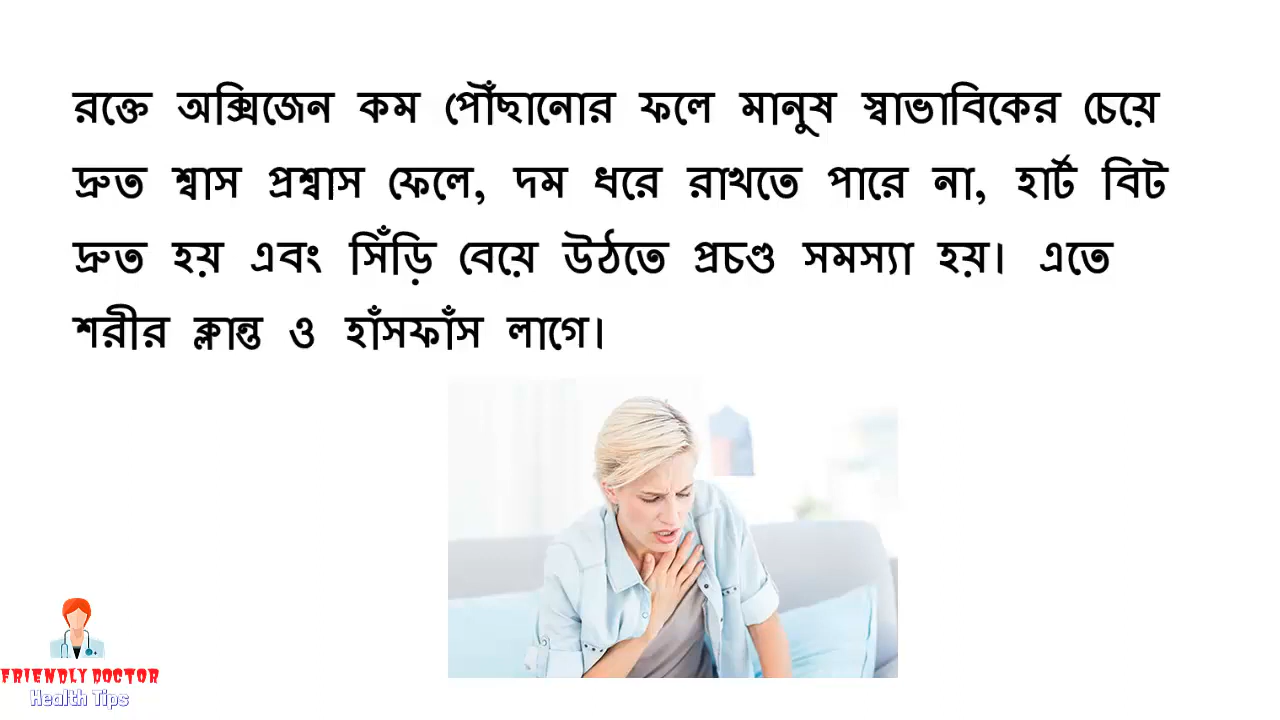 রক্তে অক্সিজেন কম পৌঁছানোর ফলে মানুষ স্বাভাবিকের চেয়ে
দ্রুত শ্বাস প্রশ্বাস ফেলে, দম ধরে রাখতে পারে না, হার্ট বিট
দ্রুত হয় এবং সিঁড়ি বেয়ে উঠতে প্রচণ্ড সমস্যা হয়। এতে
শরীর ক্লান্ত ও হাঁসফাঁস লাগে।
FRIENDLY DOCTOR
Health Tips